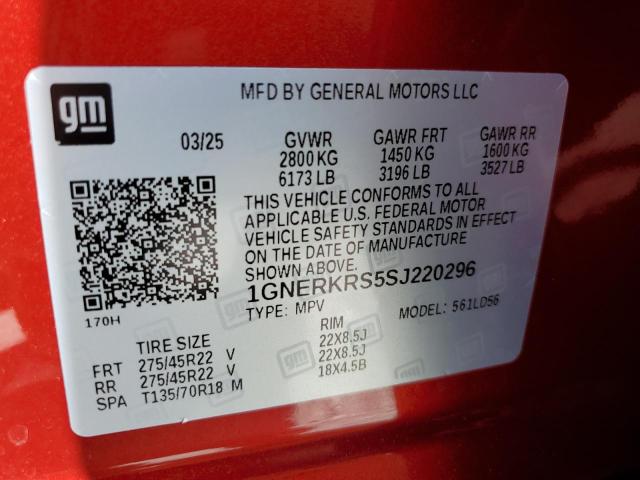 gm
MFD BY GENERAL MOTORS LLC
03/25 GVWR GAWR FRT GAWR RR
2800 KG 1450 KG 1600 KG
6173 LB 3196 LB 3527 LB
THIS VEHICLE CONFORMS TO ALL
APPLICABLE U.S. FEDERAL MOTOR
VEHICLE SAFETY STANDARDS IN EFFECT
ON THE DATE OF MANUFACTURE
SHOWN ABOVE.
1GNERKRS5SJ220296
TYPE: MPV MODEL: 561LD56
170H
TIRE SIZE RIM
FRT 275/45R22 V 22X8.5J
RR 275/45R22 V 22X8.5J
SPA T135/70R18 M 18X4.5B